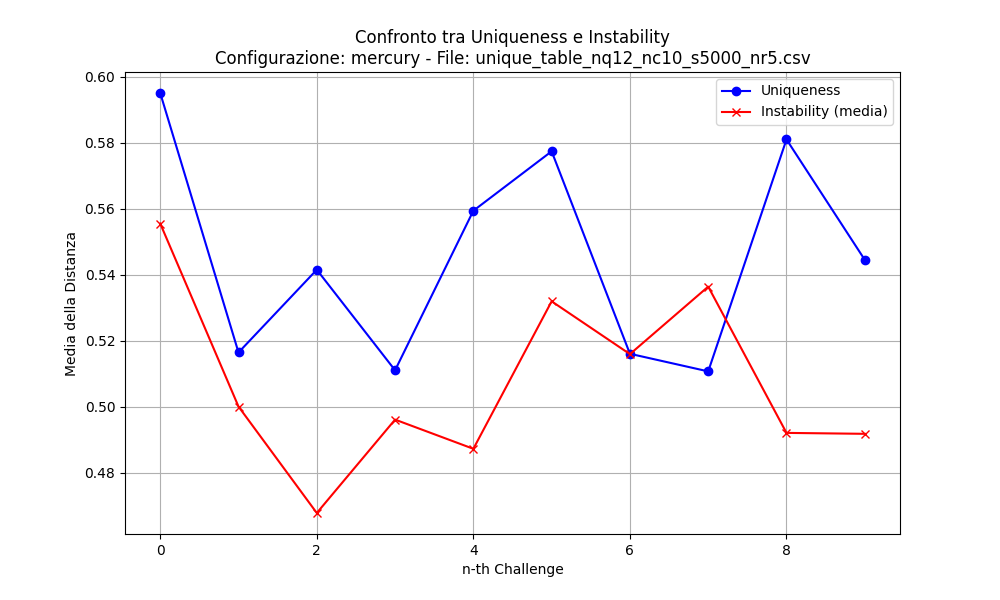 Confronto tra Uniqueness e Instability
Configurazione: mercury - File: unique_table_nq12_nc10_s5000_nr5.csv
Uniqueness
Instability (media)
Media della Distanza
0.60
0.58
0.56
0.54
0.52
0.50
0.48
0
2
4
6
8
n-th Challenge